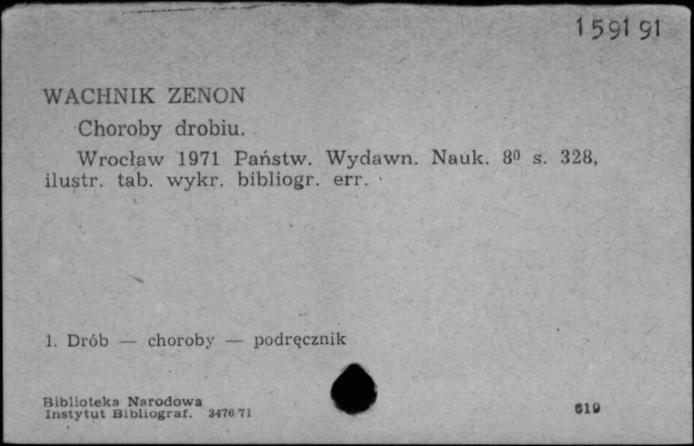 159191
WACHNIK ZENON
Choroby drobiu.
Wrocław 1971 Państw. Wydawn. Nauk. 8⁰ s. 328,
ilustr. tab. wykr. bibliogr. err.
1. Drób — choroby — podręcznik
Biblioteka Narodowa
Instytut Bibliograf. 3476/71
619